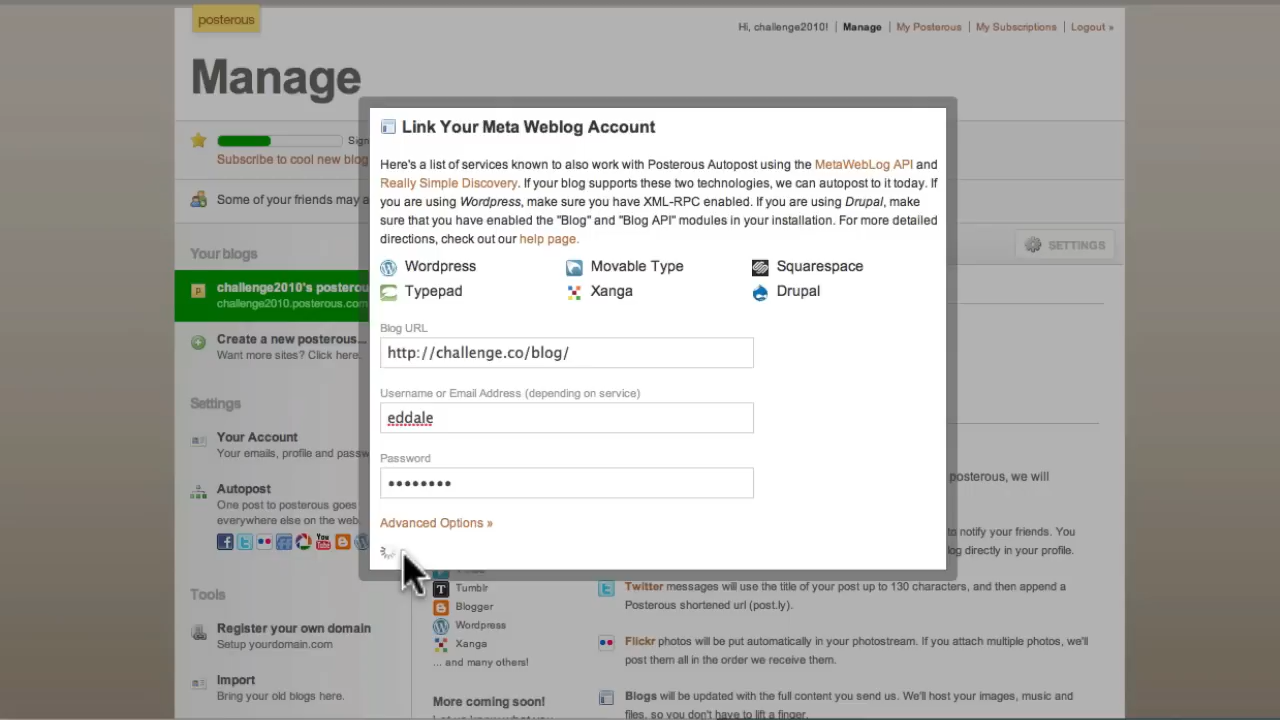 posterous
Hi, challenge2010! | Manage | My Posterous | My Subscriptions | Logout »
Manage
Sign
Subscribe to cool new blog
Some of your friends may a
Link Your Meta Weblog Account
Here's a list of services known to also work with Posterous Autopost using the MetaWebLog API and
Really Simple Discovery. If your blog supports these two technologies, we can autopost to it today. If
you are using Wordpress, make sure you have XML-RPC enabled. If you are using Drupal, make
sure that you have enabled the "Blog" and "Blog API" modules in your installation. For more detailed
directions, check out our help page.
Wordpress
Movable Type
Squarespace
Typepad
Xanga
Drupal
Blog URL
http://challenge.co/blog/
Username or Email Address (depending on service)
eddale
Password
••••••••
Advanced Options »
SETTINGS
Your blogs
challenge2010's posterou
challenge2010.posterous.com
Create a new posterous...
Want more sites? Click here.
Settings
Your Account
Your emails, profile and passw
Autopost
One post to posterous goes
everywhere else on the web.
Tools
Register your own domain
Setup yourdomain.com
Import
Bring your old blogs here.
Tumblr
Blogger
Wordpress
Xanga
... and many others!
More coming soon!
posterous, we will
to notify your friends. You
log directly in your profile.
Twitter messages will use the title of your post up to 130 characters, and then append a
Posterous shortened url (post.ly).
Flickr photos will be put automatically in your photostream. If you attach multiple photos, we'll
post them all in the order we receive them.
Blogs will be updated with the full content you send us. We'll host your images, music and
files, so you don't have to lift a finger.